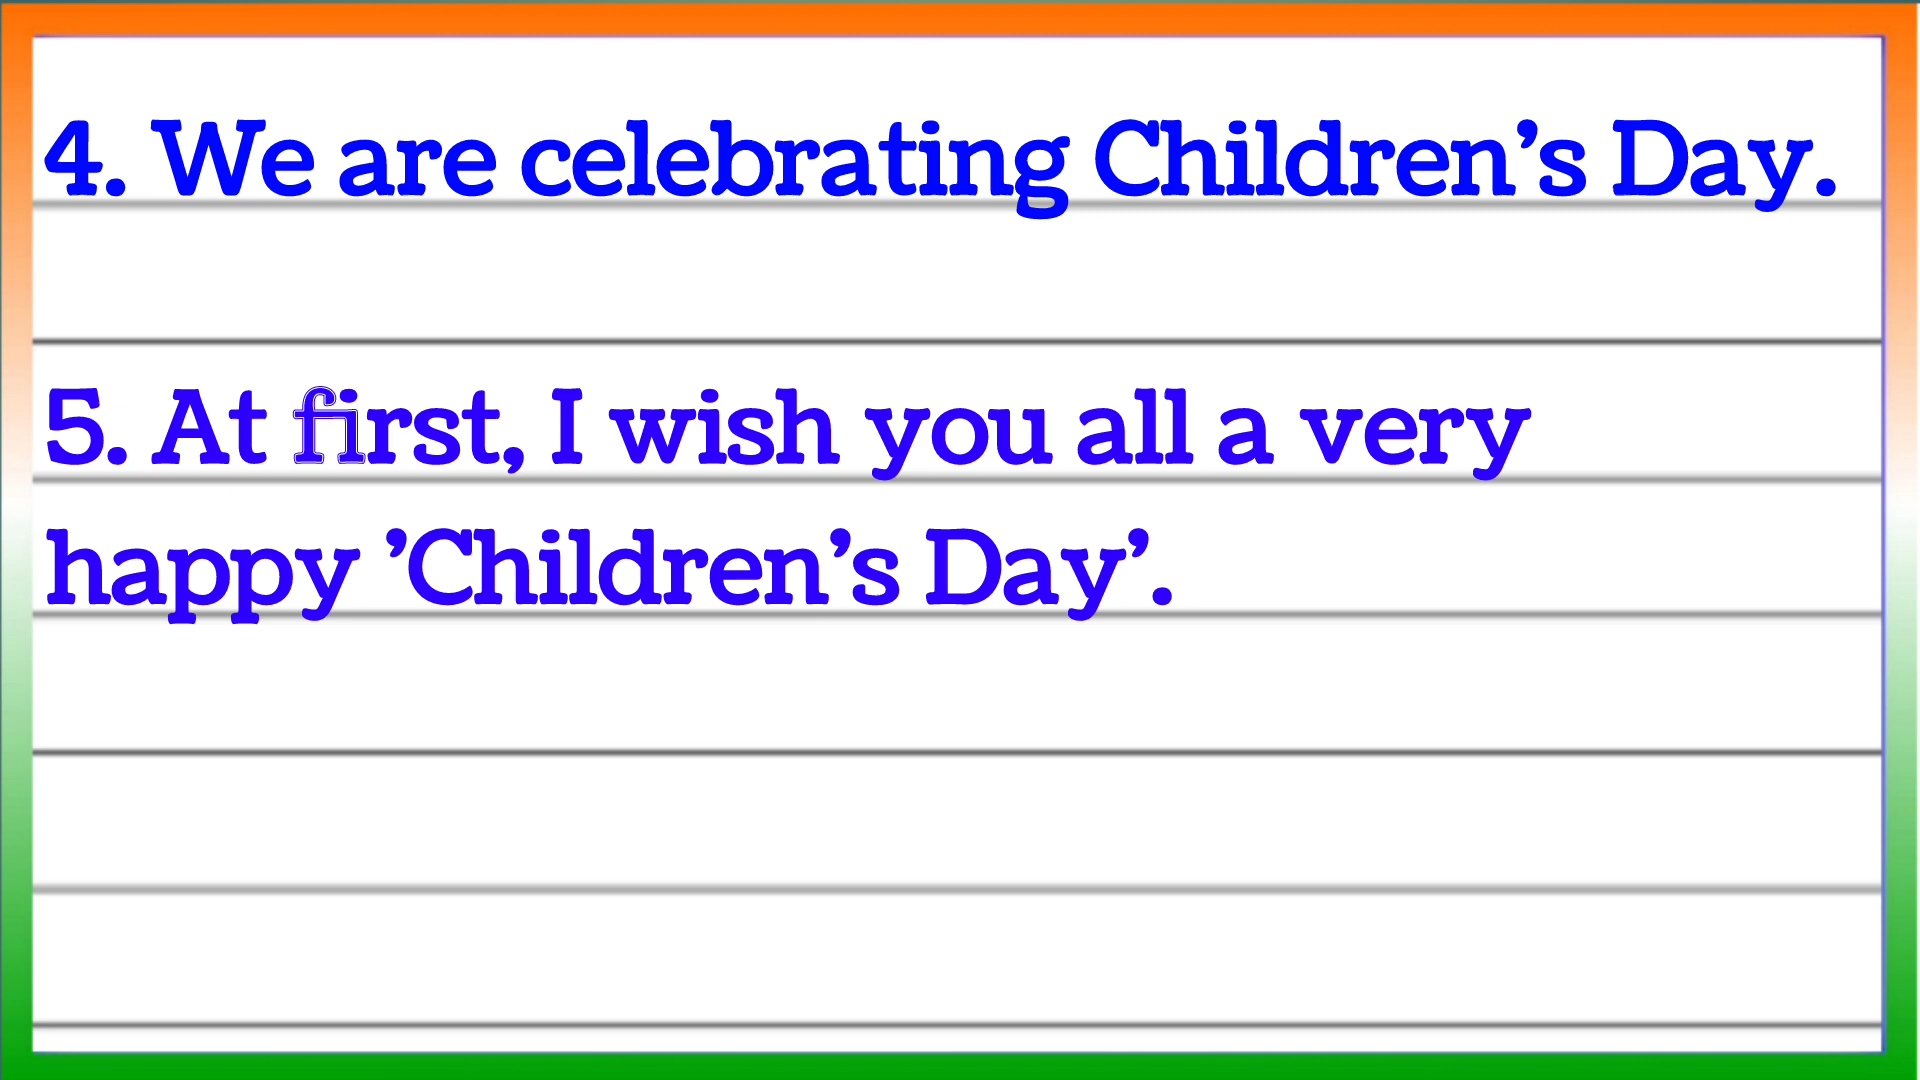 4. We are celebrating Children’s Day.
5. At first, I wish you all a very
happy ’Children’s Day’.